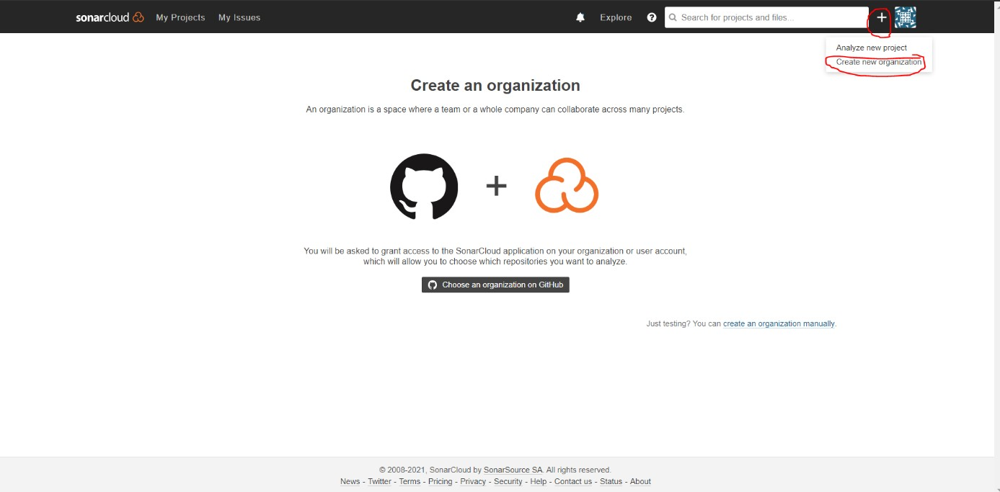 sonarcloud My Projects My Issues Explore ? Search for projects and files... +
Analyze new project
Create new organization
Create an organization
An organization is a space where a team or a whole company can collaborate across many projects.
+
You will be asked to grant access to the SonarCloud application on your organization or user account,
which will allow you to choose which repositories you want to analyze.
Choose an organization on GitHub
Just testing? You can create an organization manually.
© 2008-2021, SonarCloud by SonarSource SA. All rights reserved.
News - Twitter - Terms - Pricing - Privacy - Security - Help - Contact us - Status - About